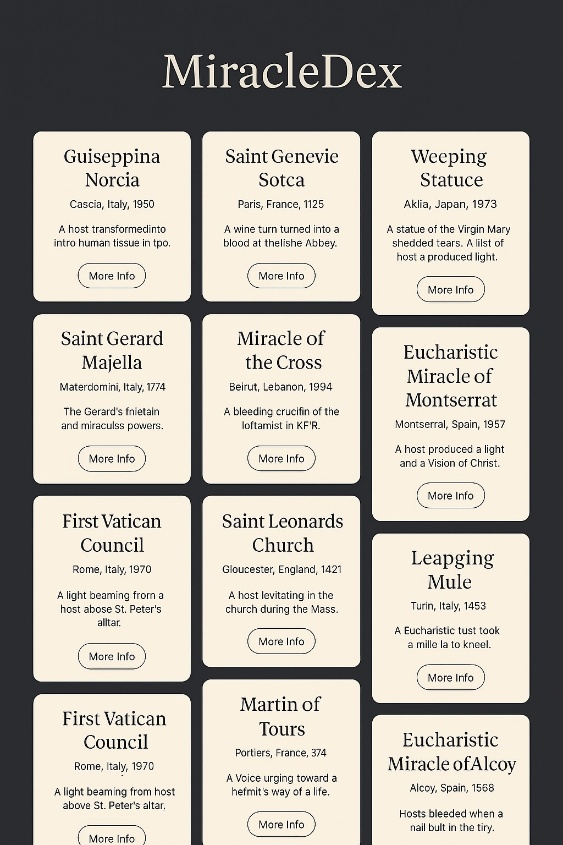 MiracleDex
Guiseppina
Norcia
Cascia, Italy, 1950
A host transformedinto
intro human tissue in tpo.
More Info
Saint Genevie
Sotca
Paris, France, 1125
A wine turn turned into a
blood at thelishe Abbey.
More Info
Weeping
Statuce
Aklia, Japan, 1973
A statue of the Virgin Mary
shedded tears. A lilst of
host a produced light.
More Info
Saint Gerard
Majella
Materdomini, Italy, 1774
The Gerard's fnietain
and miraculss powers.
More Info
Miracle of
the Cross
Beirut, Lebanon, 1994
A bleeding crucifin of the
loftamist in KF'R.
More Info
Eucharistic
Miracle of
Montserrat
Montserral, Spain, 1957
A host produced a light
and a Vision of Christ.
More Info
First Vatican
Council
Rome, Italy, 1970
A light beaming frorn a
host abose St. Peter's
alltar.
More Info
Saint Leonards
Church
Gloucester, England, 1421
A host levitating in the
church during the Mass.
More Info
Leapging
Mule
Turin, Italy, 1453
A Eucharistic tust took
a mille la to kneel.
More Info
First Vatican
Council
Rome, Italy, 1970
A light beaming from host
above St. Peter's altar.
More Info
Martin of
Tours
Portiers, France, 374
A Voice urging toward a
hefmit's way of a life.
More Info
Eucharistic
Miracle ofAlcoy
Alcoy, Spain, 1568
Hosts bleeded when a
nail bult in the tiry.